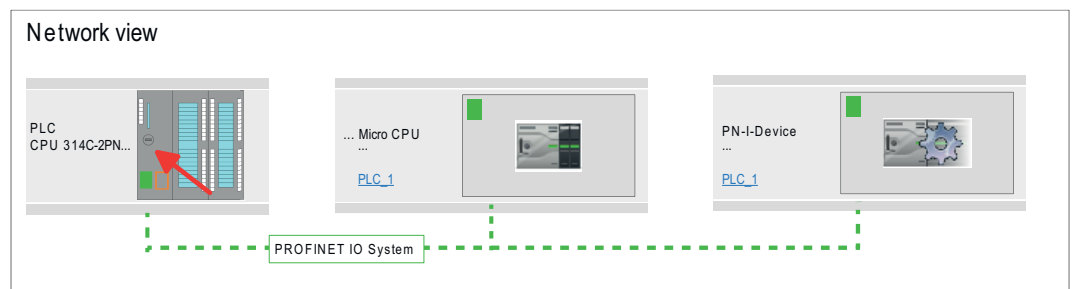 Network view
PLC
CPU 314C-2PN...
... Micro CPU
...
PLC_1
PN-I-Device
...
PLC_1
PROFINET IO System